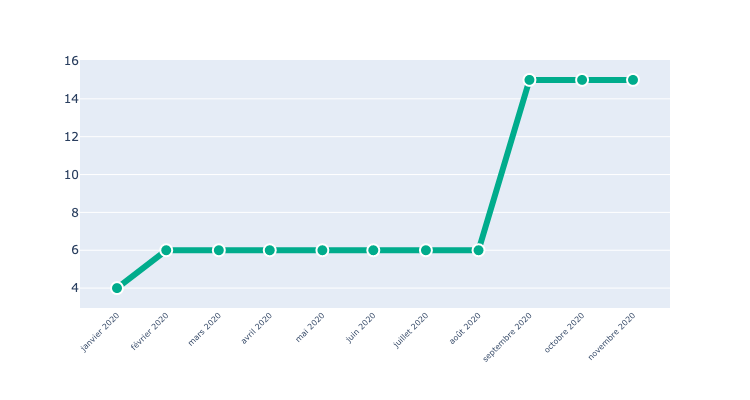 16
14
12
10
8
6
4
janvier 2020
février 2020
mars 2020
avril 2020
mai 2020
juin 2020
juillet 2020
août 2020
septembre 2020
octobre 2020
novembre 2020